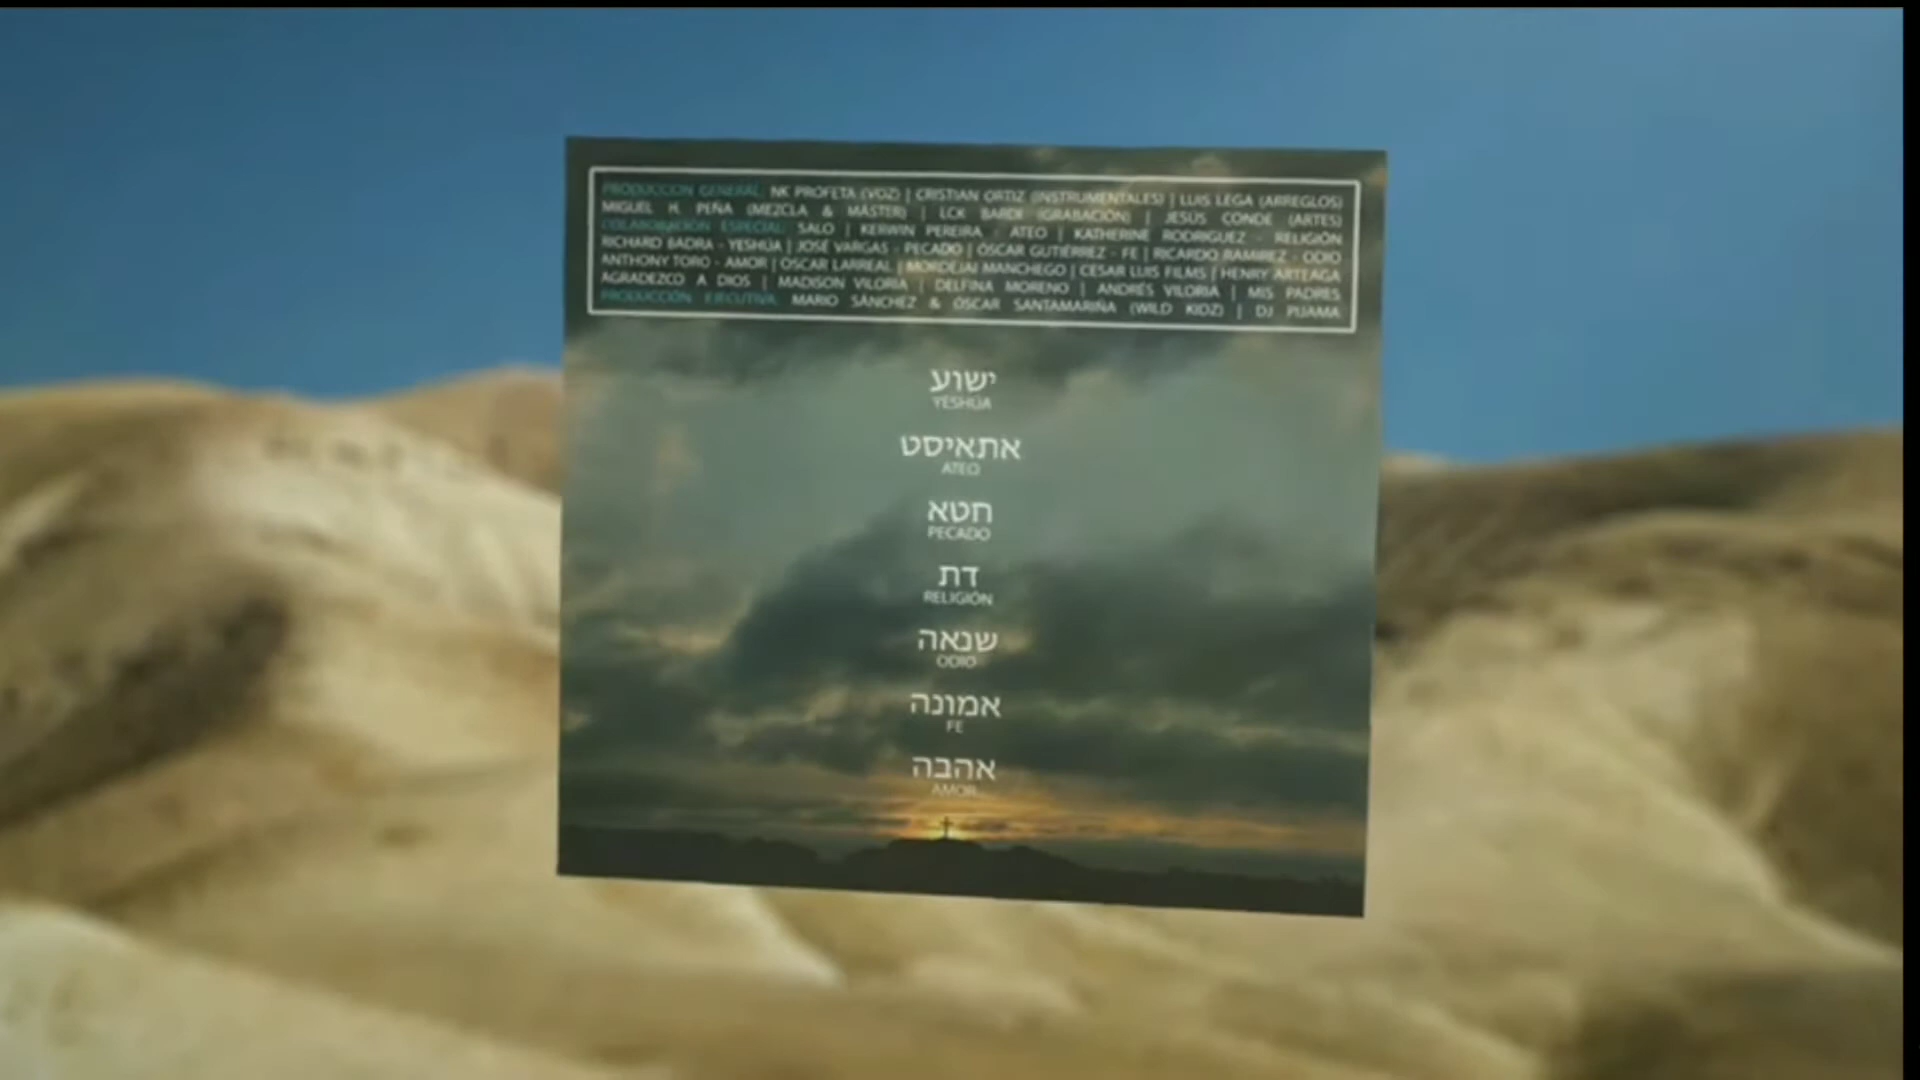 PRODUCCIÓN GENERAL: NK PROFETA (VOZ) | CRISTIAN ORTIZ (INSTRUMENTALES) | LUIS LEGA (ARREGLOS)
MIGUEL H. PEÑA (MEZCLA & MÁSTER) | LCK BARDE (GRABACIÓN) | JESÚS CONDE (ARTES)
COLABORACIÓN ESPECIAL: SALO | KERWIN PEREIRA - ATEO | KATHERINE RODRIGUEZ - RELIGIÓN
RICHARD BADRA - YESHÚA | JOSÉ VARGAS - PECADO | ÓSCAR GUTIÉRREZ - FE | RICARDO RAMIREZ - ODIO
ANTHONY TORO - AMOR | OSCAR LARREAL | MORDEJAI MANCHEGO | CESAR LUIS FILMS | HENRY ARTEAGA
AGRADEZCO A DIOS | MADISON VILORIA | DELFINA MORENO | ANDRÉS VILORIA | MIS PADRES
PRODUCCIÓN EJECUTIVA: MARIO SÁNCHEZ & ÓSCAR SANTAMARIÑA (WILD KIDZ) | DJ PIJAMA
ישוע
YESHÚA
אתאיסט
ATEO
חטא
PECADO
דת
RELIGIÓN
שנאה
ODIO
אמונה
FE
אהבה
AMOR